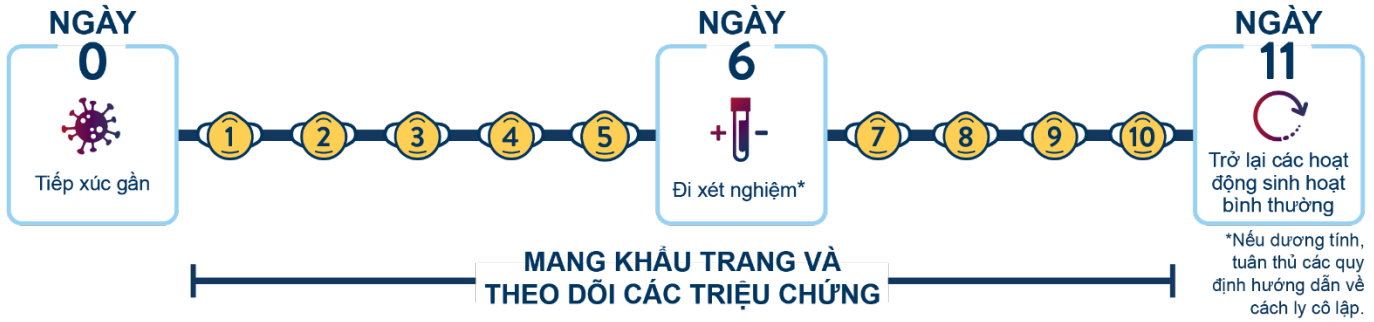 NGÀY
0
Tiếp xúc gần
1
2
3
4
5
NGÀY
6
+
-
Đi xét nghiệm*
7
8
9
10
NGÀY
11
Trở lại các hoạt
động sinh hoạt
bình thường
*Nếu dương tính,
tuân thủ các quy
định hướng dẫn về
cách ly cô lập.
MANG KHẨU TRANG VÀ
THEO DÕI CÁC TRIỆU CHỨNG